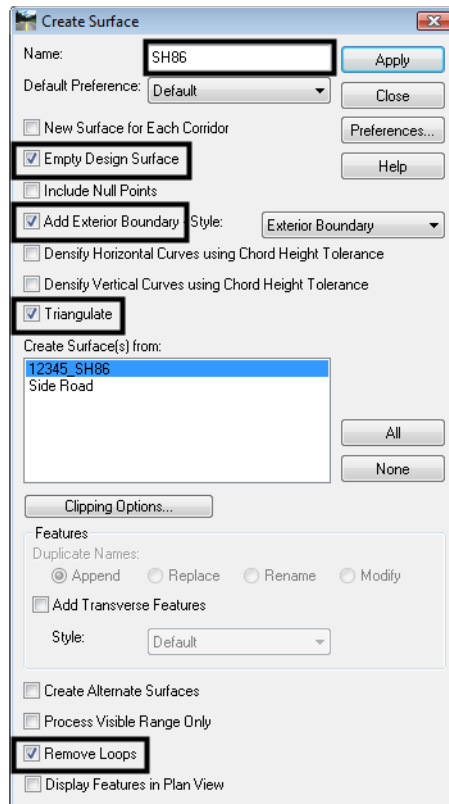 Create Surface
Name: SH86 Apply
Default Preference: Default Close
New Surface for Each Corridor Preferences...
Empty Design Surface Help
Include Null Points
Add Exterior Boundary - Style: Exterior Boundary
Densify Horizontal Curves using Chord Height Tolerance
Densify Vertical Curves using Chord Height Tolerance
Triangulate
Create Surface(s) from:
12345_SH86
Side Road
All
None
Clipping Options...
Features
Duplicate Names:
Append Replace Rename Modify
Add Transverse Features
Style: Default
Create Alternate Surfaces
Process Visible Range Only
Remove Loops
Display Features in Plan View